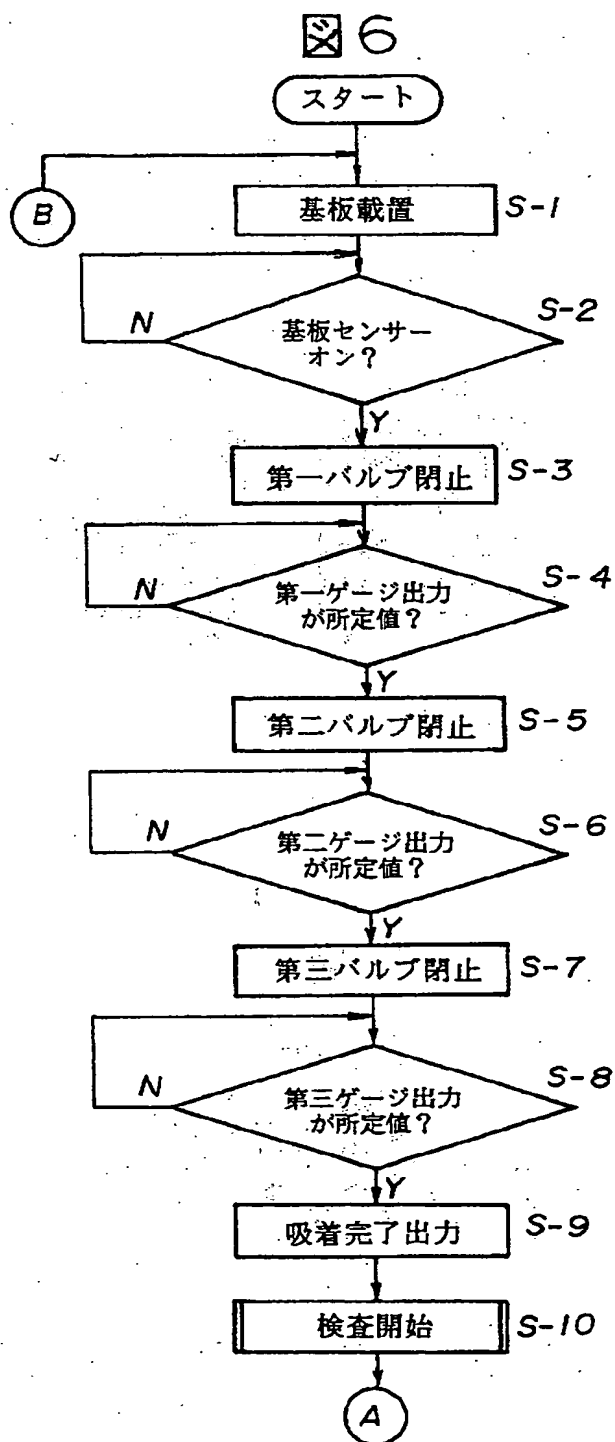 図6
スタート
B
基板載置 S-1
基板センサー
オン?
S-2
N
Y
第一バルブ閉止 S-3
第一ゲージ出力
が所定値?
S-4
N
Y
第二バルブ閉止 S-5
第二ゲージ出力
が所定値?
S-6
N
Y
第三バルブ閉止 S-7
第三ゲージ出力
が所定値?
S-8
N
Y
吸着完了出力 S-9
検査開始 S-10
A